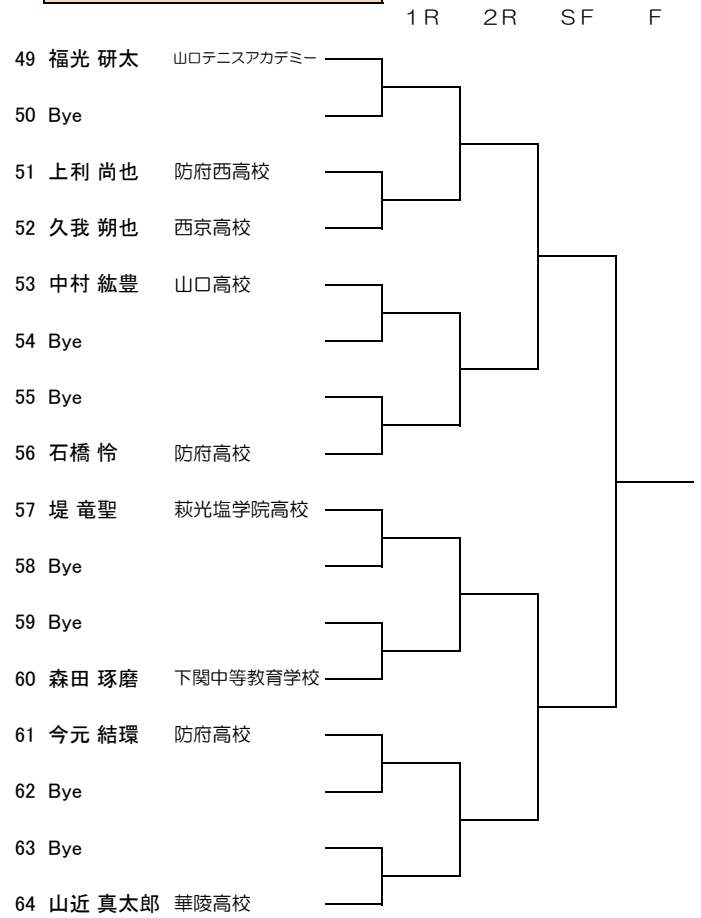 １Ｒ ２Ｒ ＳＦ Ｆ
49 福光 研太 山口テニスアカデミー
50 Bye
51 上利 尚也 防府西高校
52 久我 朔也 西京高校
53 中村 紘豊 山口高校
54 Bye
55 Bye
56 石橋 怜 防府高校
57 堤 竜聖 萩光塩学院高校
58 Bye
59 Bye
60 森田 琢磨 下関中等教育学校
61 今元 結環 防府高校
62 Bye
63 Bye
64 山近 真太郎 華陵高校